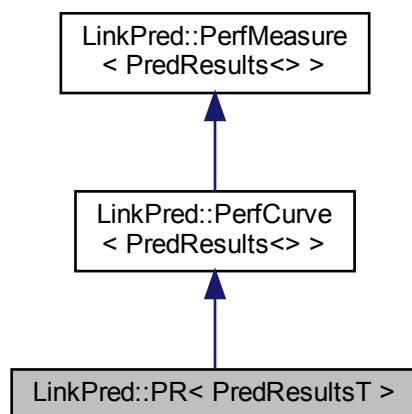 LinkPred::PerfMeasure
< PredResults<> >
LinkPred::PerfCurve
< PredResults<> >
LinkPred::PR< PredResultsT >